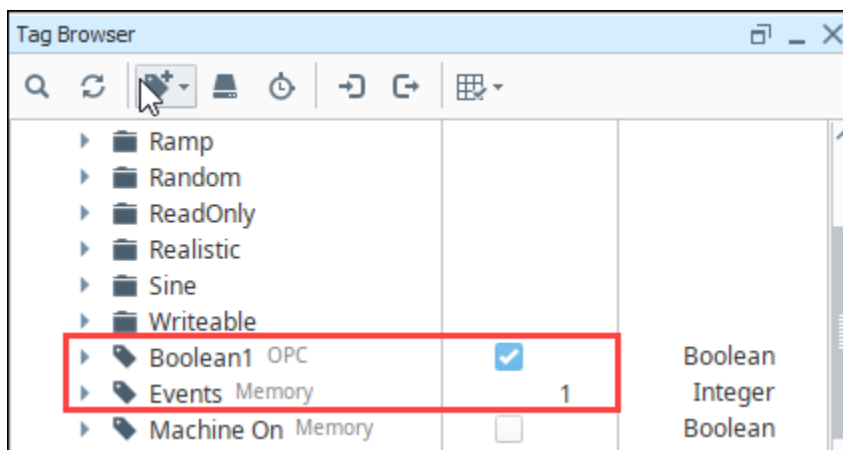 Tag Browser
Ramp
Random
ReadOnly
Realistic
Sine
Writeable
Boolean1 OPC Boolean
Events Memory 1 Integer
Machine On Memory Boolean